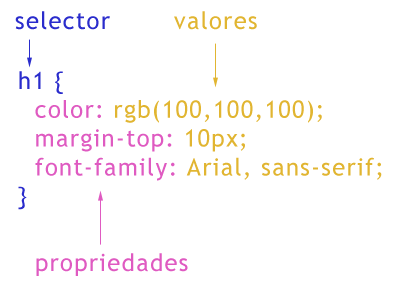 selector valores
h1 {
color: rgb(100,100,100);
margin-top: 10px;
font-family: Arial, sans-serif;
}
propriedades